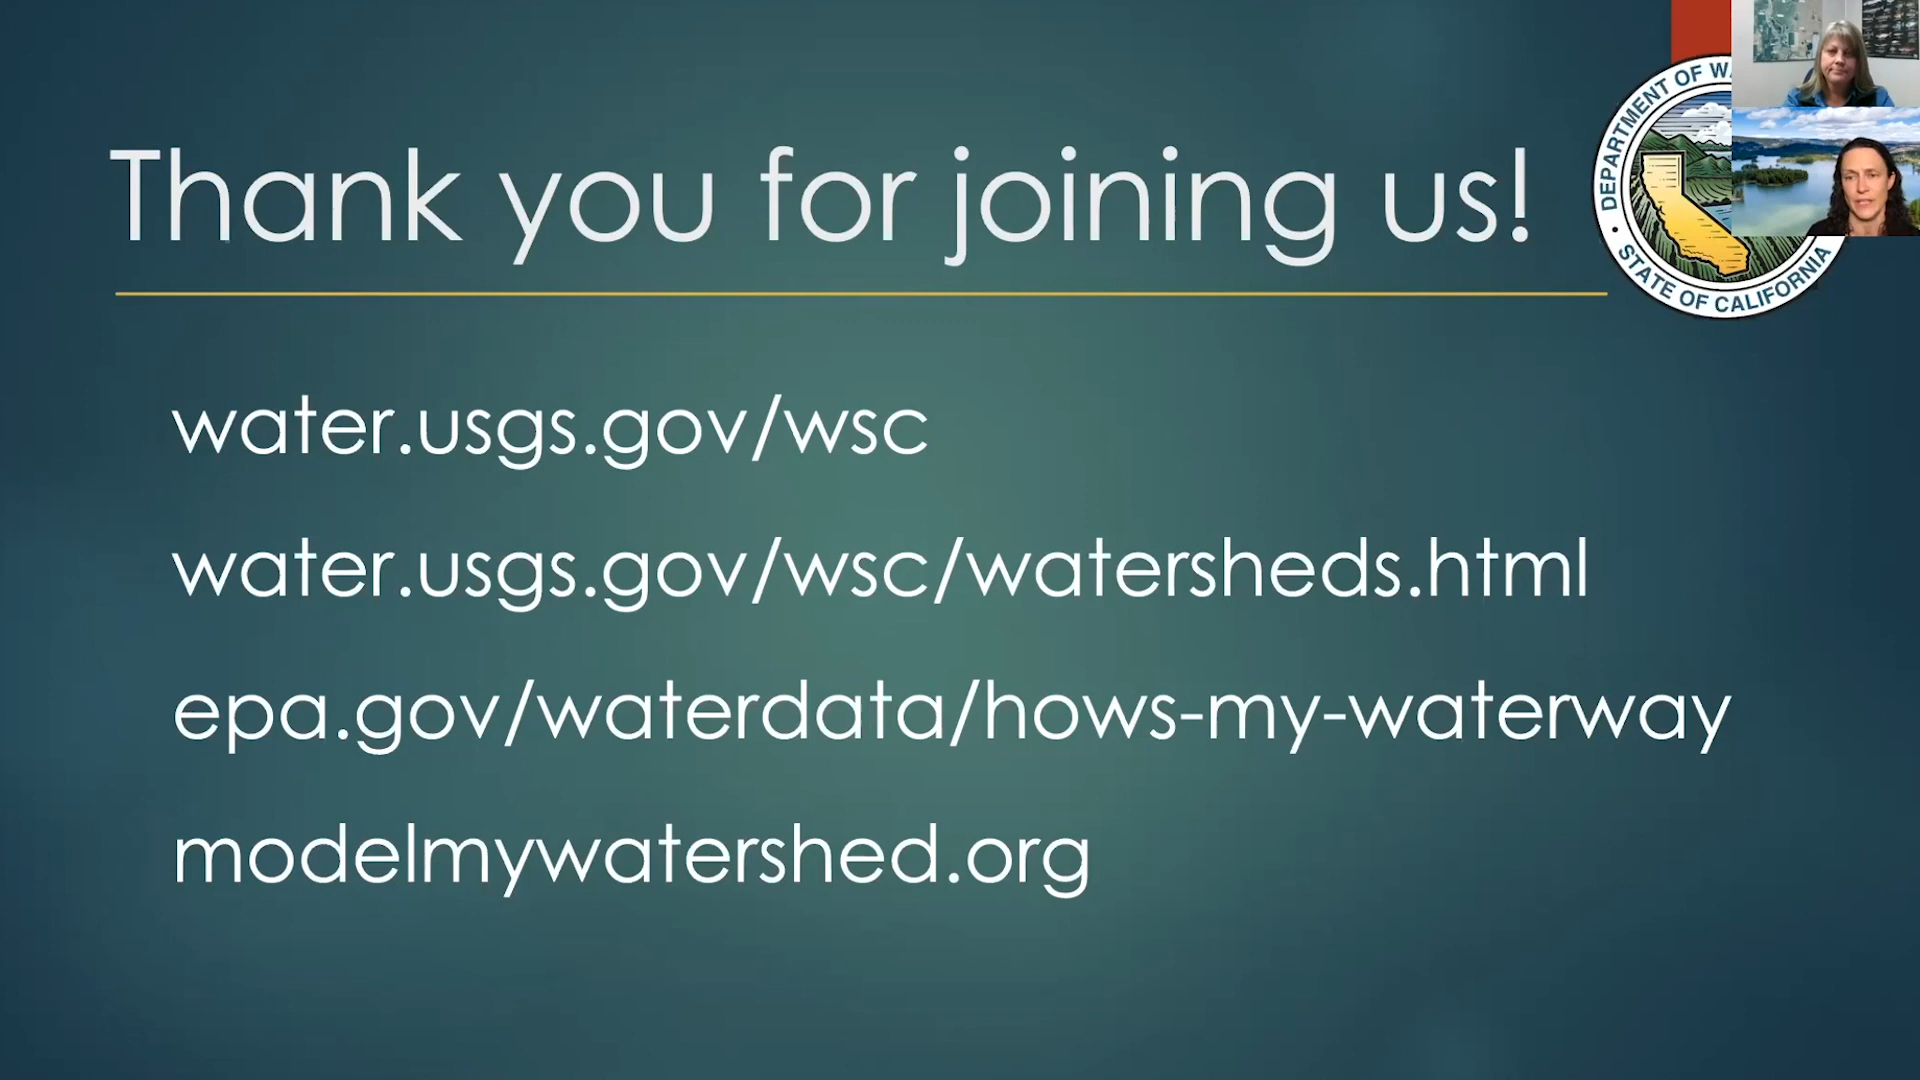 Thank you for joining us!
DEPARTMENT OF
STATE OF CALIFORNIA
water.usgs.gov/wsc
water.usgs.gov/wsc/watersheds.html
epa.gov/waterdata/hows-my-waterway
modelmywatershed.org